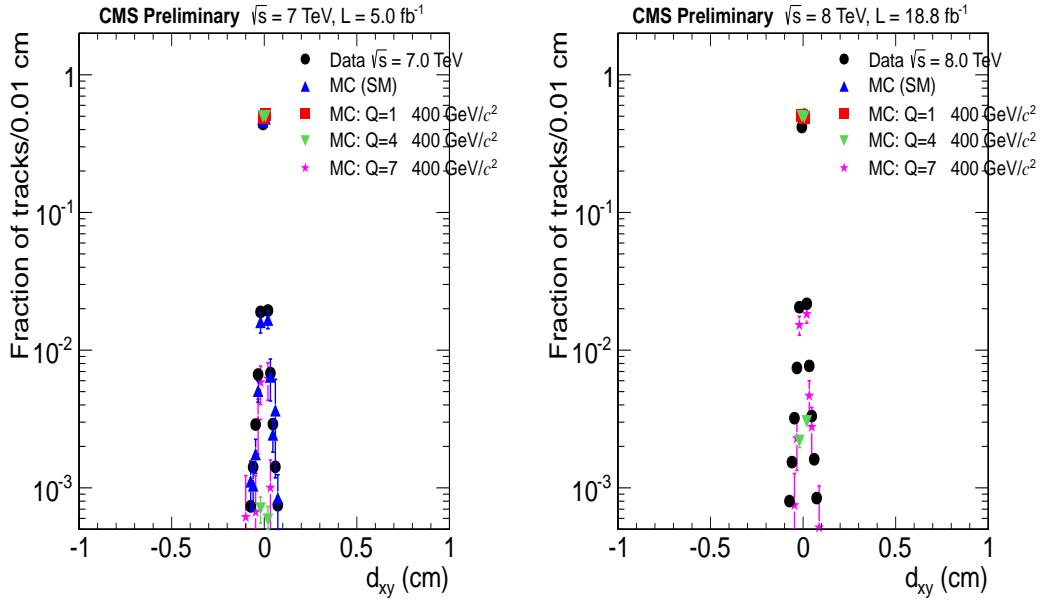 CMS Preliminary √s = 7 TeV, L = 5.0 fb⁻¹
Fraction of tracks/0.01 cm
1
10⁻¹
10⁻²
10⁻³
Data √s = 7.0 TeV
MC (SM)
MC: Q=1 400 GeV/c²
MC: Q=4 400 GeV/c²
MC: Q=7 400 GeV/c²
-1 -0.5 0 0.5 1
d_xy (cm)
CMS Preliminary √s = 8 TeV, L = 18.8 fb⁻¹
Fraction of tracks/0.01 cm
1
10⁻¹
10⁻²
10⁻³
Data √s = 8.0 TeV
MC (SM)
MC: Q=1 400 GeV/c²
MC: Q=4 400 GeV/c²
MC: Q=7 400 GeV/c²
-1 -0.5 0 0.5 1
d_xy (cm)